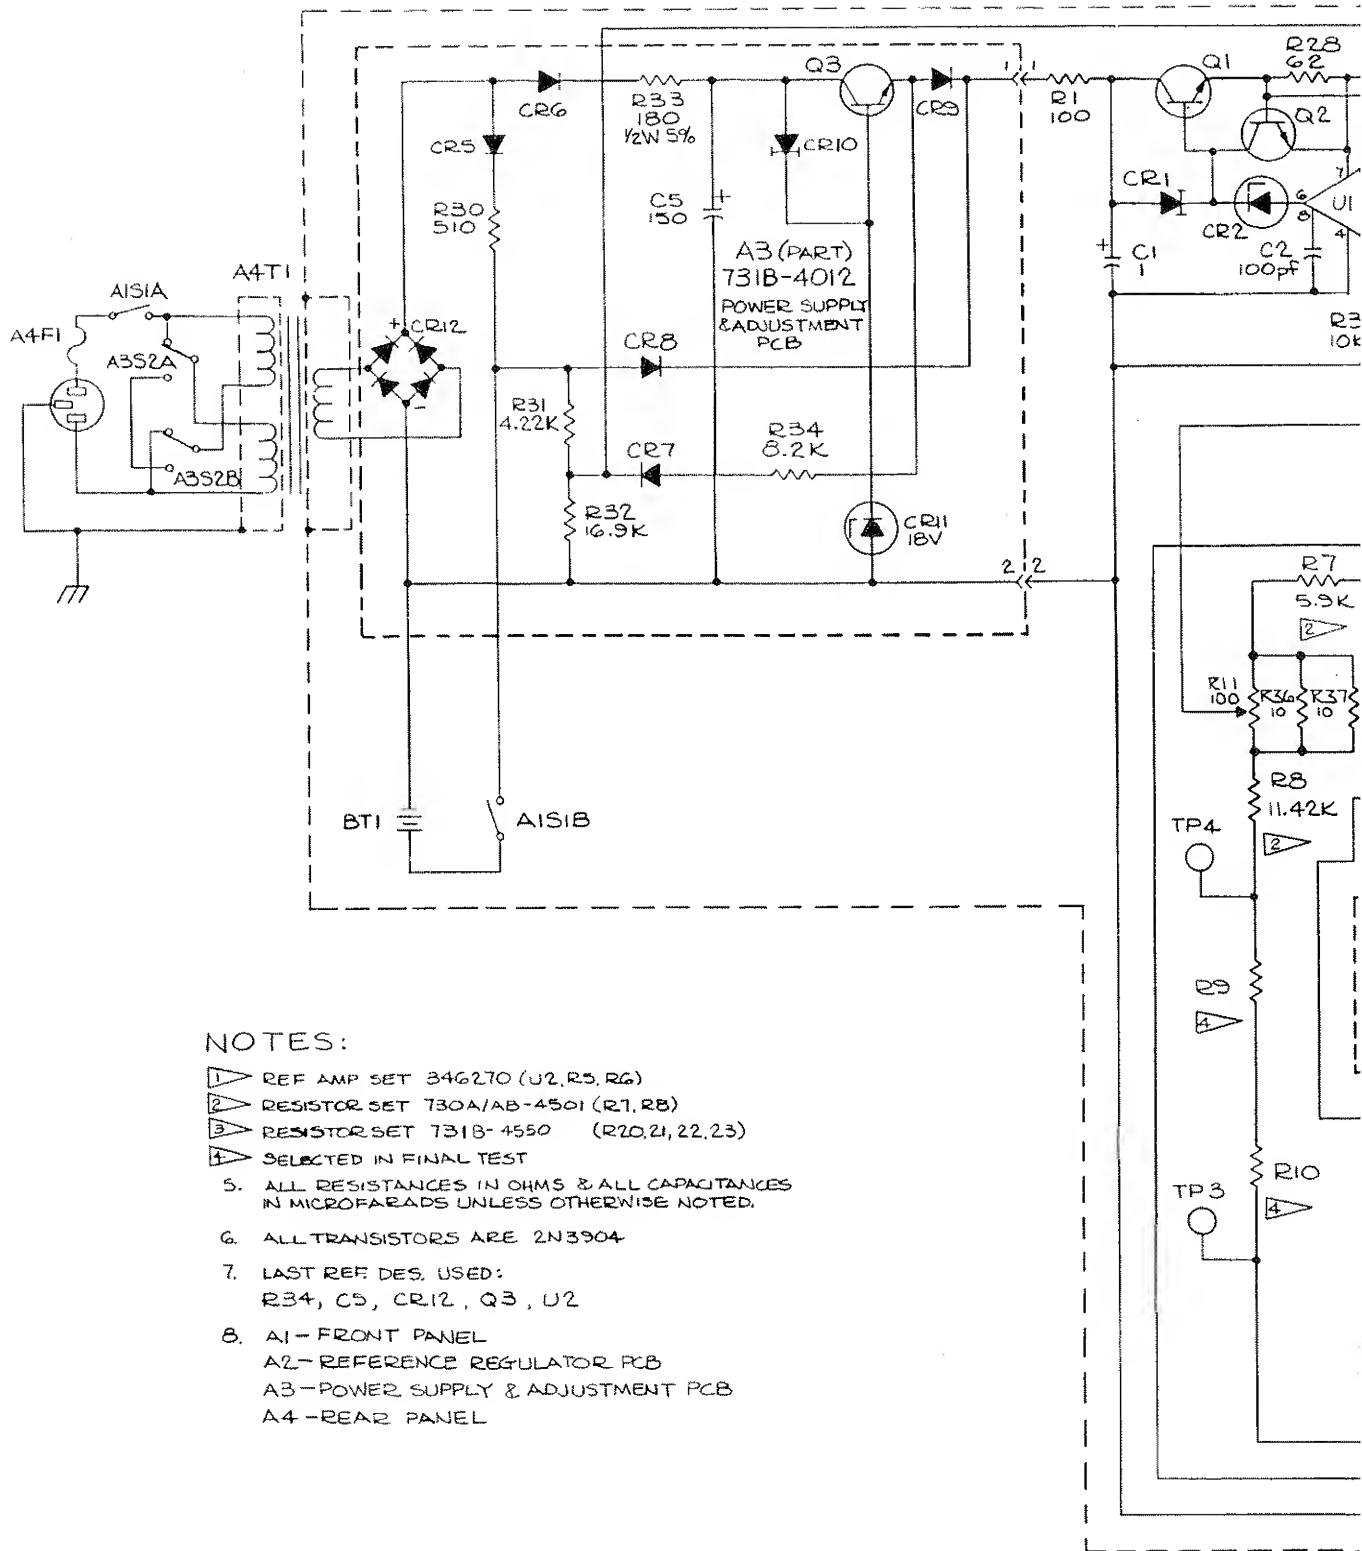 Q3
Q1
R28
62
CR6
R33
180
1/2W 5%
CR9
1 1
R1
100
Q2
CR5
CR10
R30
510
C5
150
+
CR1
CR2
7
6
8
U1
4
A3 (PART)
731B-4012
POWER SUPPLY
& ADJUSTMENT
PCB
+
C1
1
C2
100pf
A4T1
A1S1A
A4F1
A3S2A
+
CR12
-
CR8
R3
10K
R31
4.22K
CR7
R34
8.2K
A3S2B
R32
16.9K
CR11
18V
2 2
R7
5.9K
2
R11
100
R36
10
R37
10
R8
11.42K
2
BT1
A1S1B
TP4
R9
4
R10
4
TP3
NOTES:
1 REF AMP SET 346270 (U2, R5, R6)
2 RESISTOR SET 730A/AB-4501 (R7, R8)
3 RESISTOR SET 731B-4550 (R20,21,22,23)
4 SELECTED IN FINAL TEST
5. ALL RESISTANCES IN OHMS & ALL CAPACITANCES
IN MICROFARADS UNLESS OTHERWISE NOTED.
6. ALL TRANSISTORS ARE 2N3904
7. LAST REF. DES. USED:
R34, C5, CR12, Q3, U2
8. A1-FRONT PANEL
A2-REFERENCE REGULATOR PCB
A3-POWER SUPPLY & ADJUSTMENT PCB
A4-REAR PANEL